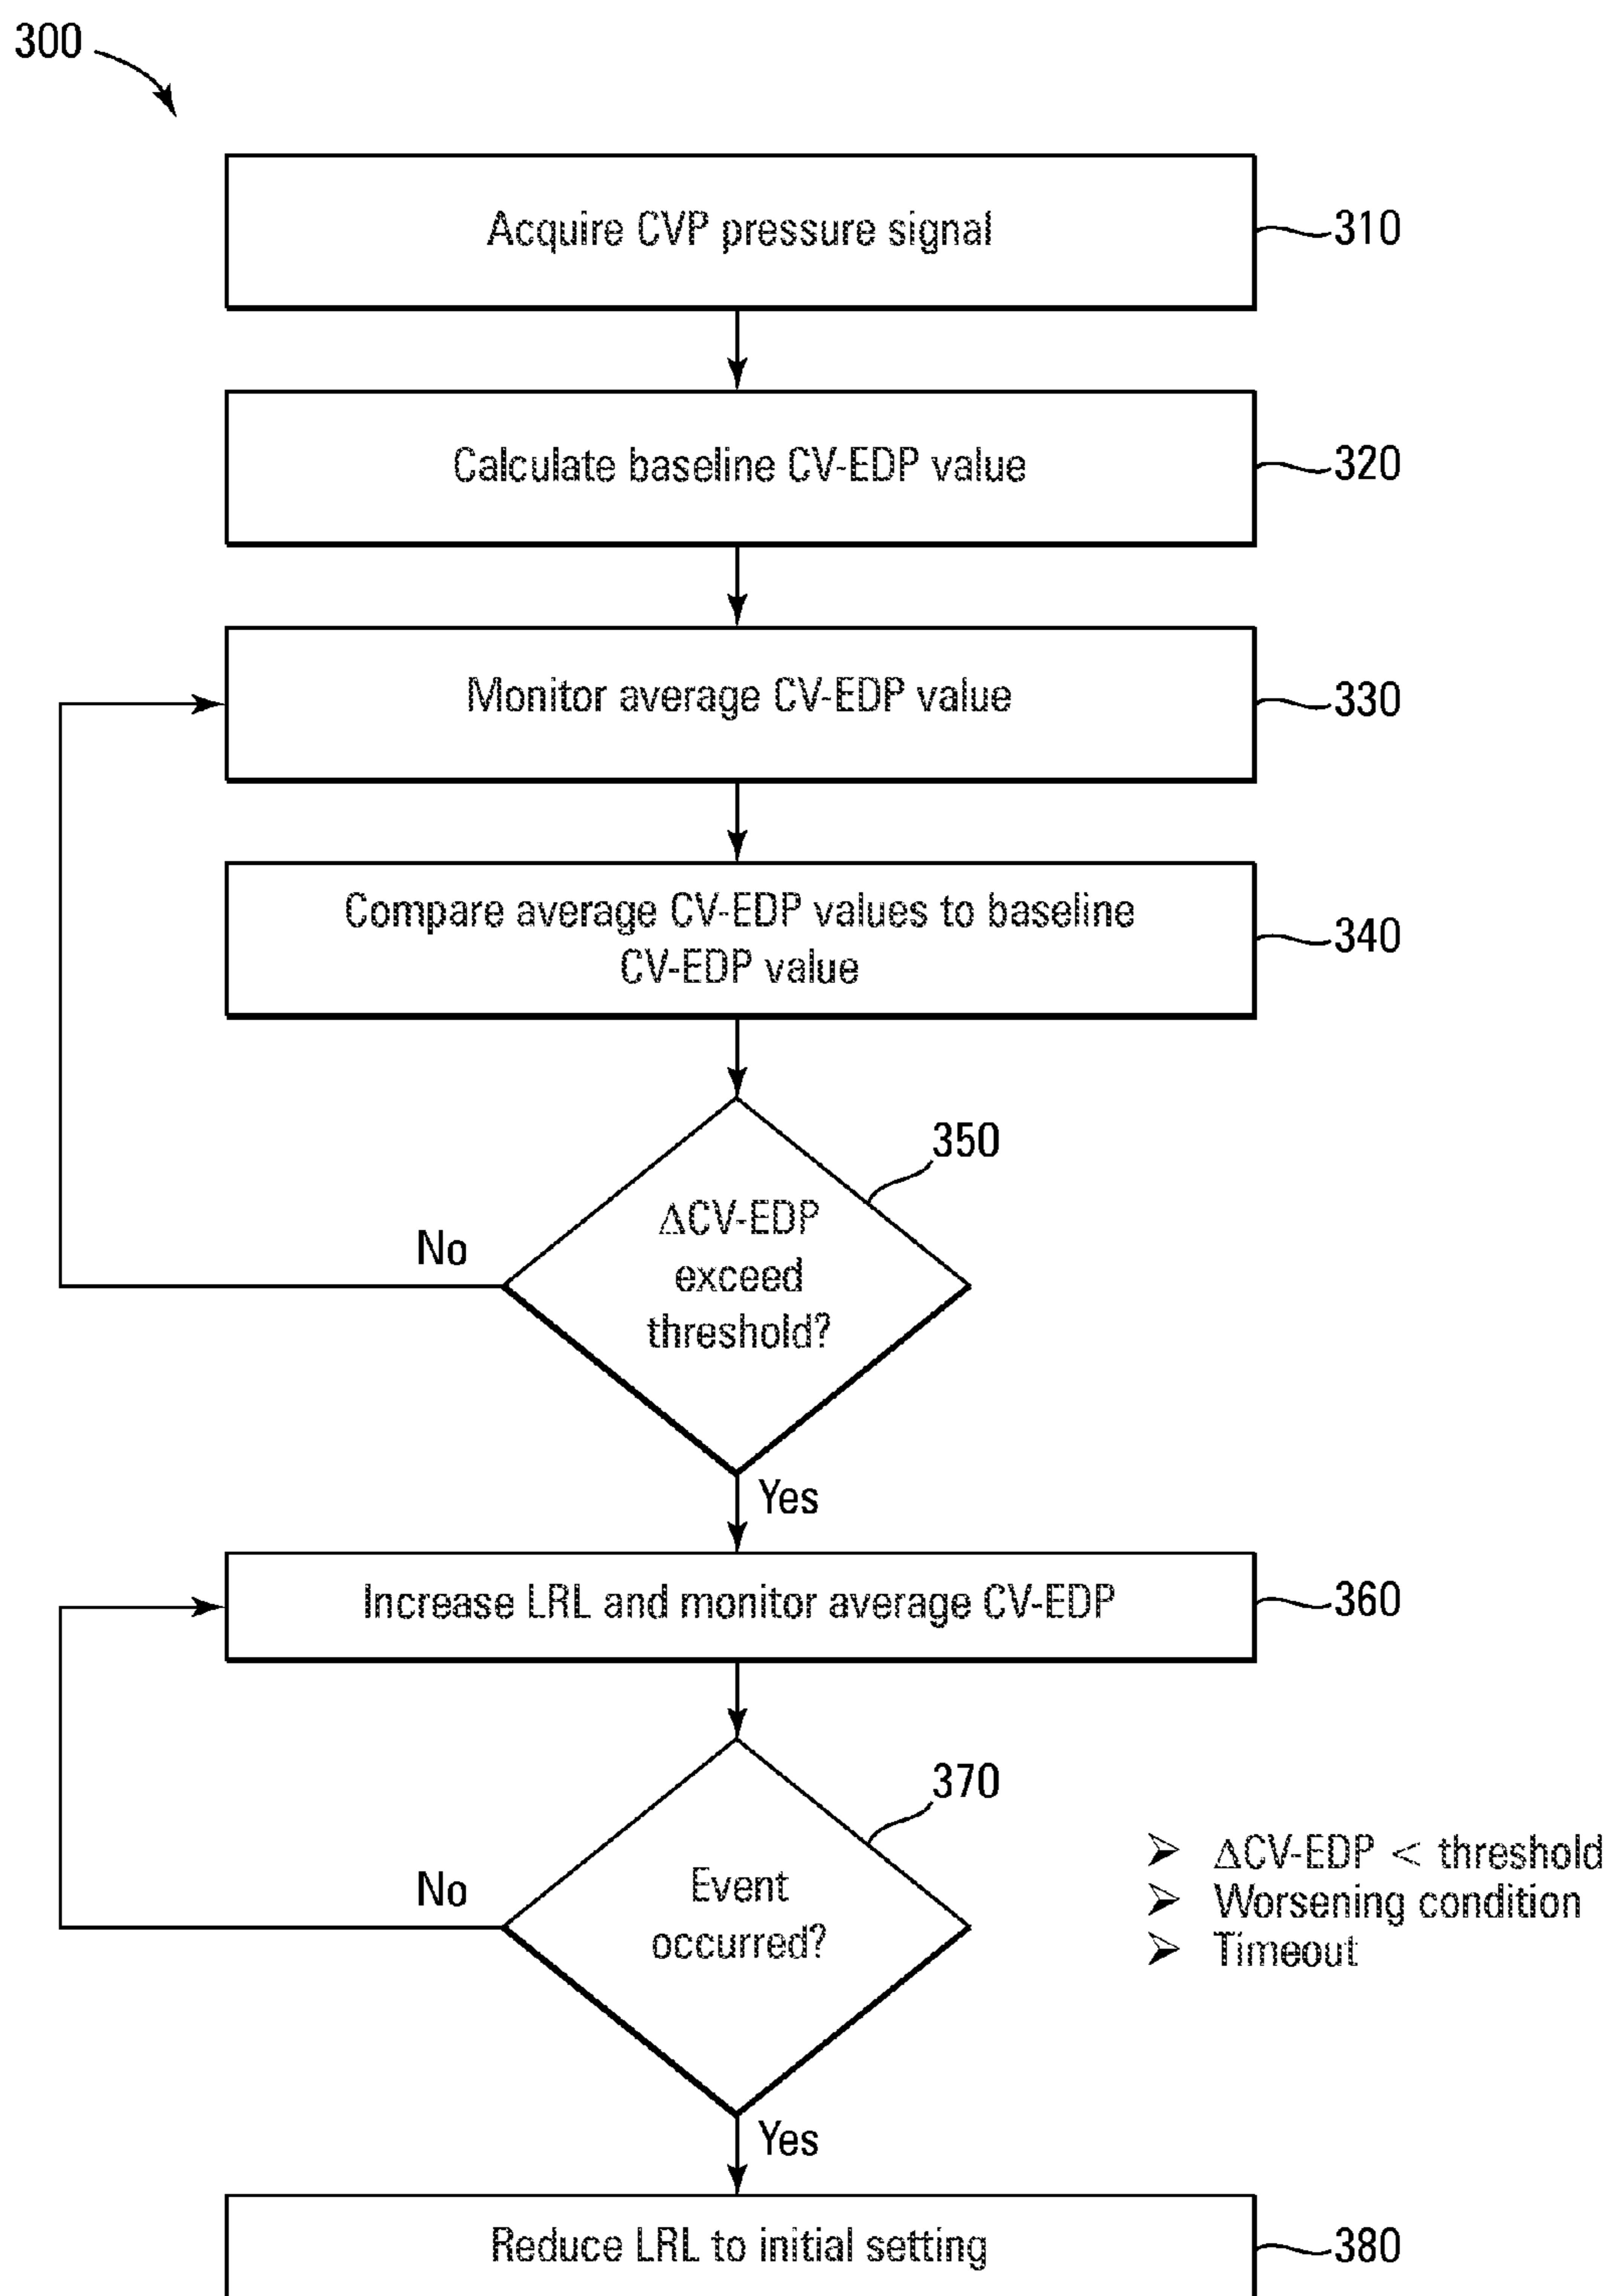 300
Acquire CVP pressure signal
310
Calculate baseline CV-EDP value
320
Monitor average CV-EDP value
330
Compare average CV-EDP values to baseline
CV-EDP value
340
350
ΔCV-EDP
exceed
threshold?
No
Yes
Increase LRL and monitor average CV-EDP
360
370
Event
occurred?
No
➢ ΔCV-EDP < threshold
➢ Worsening condition
➢ Timeout
Yes
Reduce LRL to initial setting
380